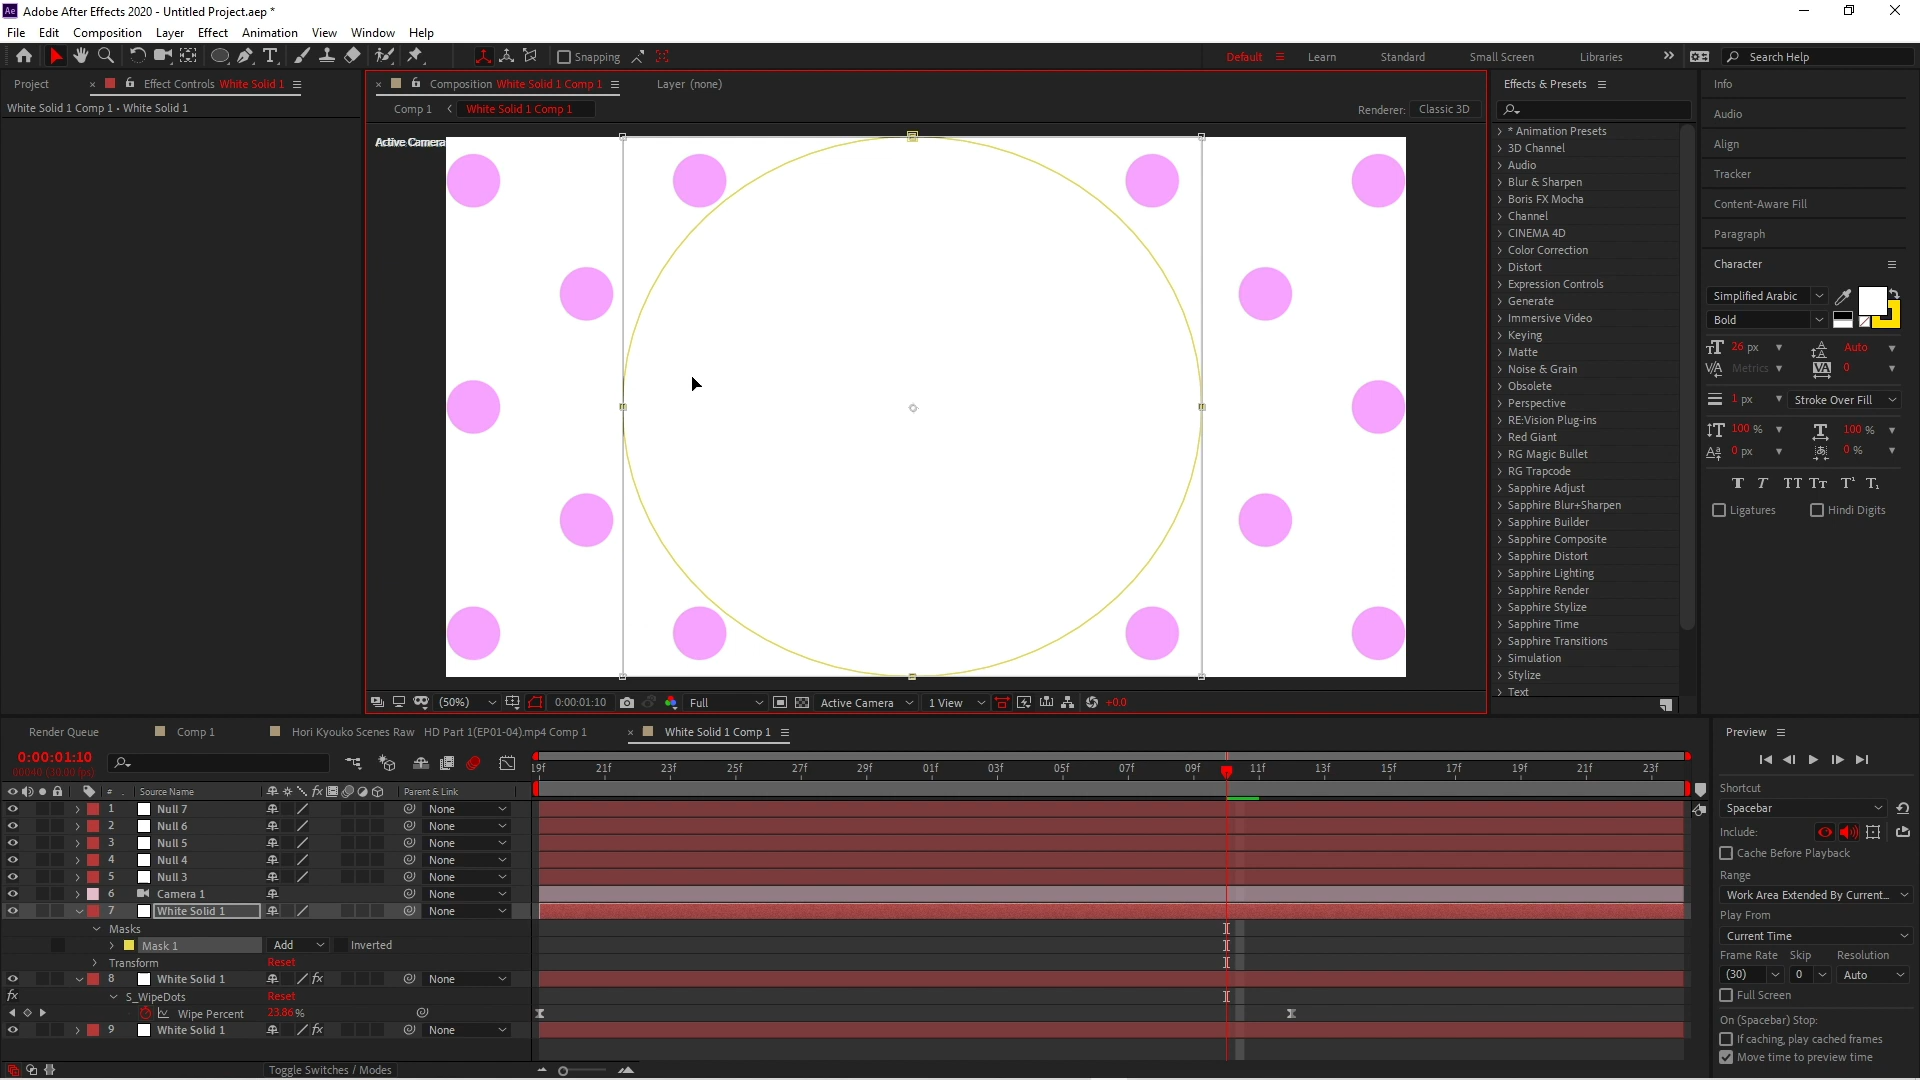 Ae Adobe After Effects 2020 - Untitled Project.aep *
File Edit Composition Layer Effect Animation View Window Help
Snapping Default Learn Standard Small Screen Libraries Search Help
Project Effect Controls White Solid 1
White Solid 1 Comp 1 • White Solid 1
Composition White Solid 1 Comp 1 Layer (none)
Comp 1 White Solid 1 Comp 1 Renderer: Classic 3D
Active Camera
(50%) 0:00:01:10 Full Active Camera 1 View +0.0
Effects & Presets
* Animation Presets
3D Channel
Audio
Blur & Sharpen
Boris FX Mocha
Channel
CINEMA 4D
Color Correction
Distort
Expression Controls
Generate
Immersive Video
Keying
Matte
Noise & Grain
Obsolete
Perspective
RE:Vision Plug-ins
Red Giant
RG Magic Bullet
RG Trapcode
Sapphire Adjust
Sapphire Blur+Sharpen
Sapphire Builder
Sapphire Composite
Sapphire Distort
Sapphire Lighting
Sapphire Render
Sapphire Stylize
Sapphire Time
Sapphire Transitions
Simulation
Stylize
Text
Info
Audio
Align
Tracker
Content-Aware Fill
Paragraph
Character
Simplified Arabic
Bold
26 px Auto
Metrics 0
1 px Stroke Over Fill
100 % 100 %
0 px 0 %
T T TT Tt T¹ T₁
Ligatures Hindi Digits
Render Queue Comp 1 Hori Kyouko Scenes Raw HD Part 1(EP01-04).mp4 Comp 1 White Solid 1 Comp 1
0:00:01:10
00040 (30.00 fps)
19f 21f 23f 25f 27f 29f 01f 03f 05f 07f 09f 11f 13f 15f 17f 19f 21f 23f
# Source Name Parent & Link
1 Null 7 None
2 Null 6 None
3 Null 5 None
4 Null 4 None
5 Null 3 None
6 Camera 1 None
7 White Solid 1 None
Masks
Mask 1 Add Inverted
Transform Reset
8 White Solid 1 fx None
fx S_WipeDots Reset
Wipe Percent 23.86 %
9 White Solid 1 fx None
Toggle Switches / Modes
Preview
Shortcut
Spacebar
Include:
Cache Before Playback
Range
Work Area Extended By Current...
Play From
Current Time
Frame Rate Skip Resolution
(30) 0 Auto
Full Screen
On (Spacebar) Stop:
If caching, play cached frames
Move time to preview time